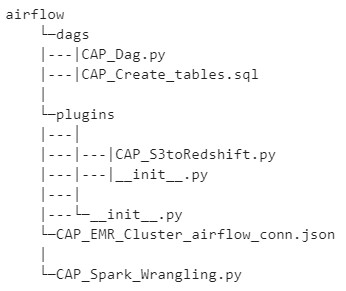 airflow
    └─dags
    |---|CAP_Dag.py
    |---|CAP_Create_tables.sql
    |
    └─plugins
    |---|
    |---|---|CAP_S3toRedshift.py
    |---|---|__init__.py
    |---|
    |---└─__init__.py
    └─CAP_EMR_Cluster_airflow_conn.json
    |
    └─CAP_Spark_Wrangling.py